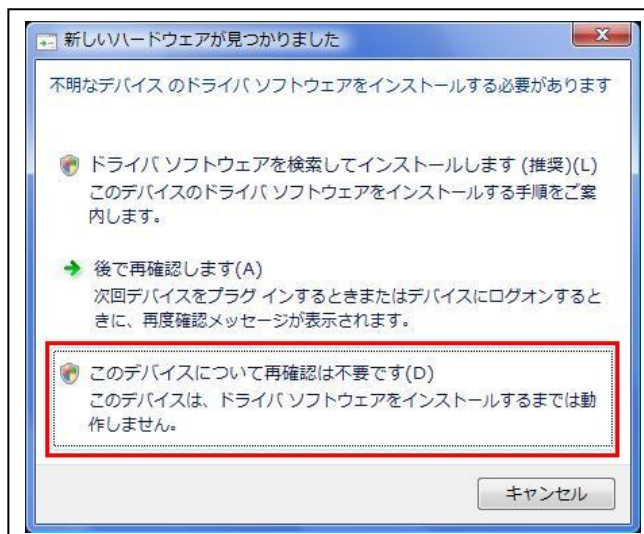 新しいハードウェアが見つかりました
不明なデバイス のドライバ ソフトウェアをインストールする必要があります
ドライバ ソフトウェアを検索してインストールします (推奨)(L)
このデバイスのドライバ ソフトウェアをインストールする手順をご案
内します。
後で再確認します(A)
次回デバイスをプラグ インするときまたはデバイスにログオンすると
きに、再度確認メッセージが表示されます。
このデバイスについて再確認は不要です(D)
このデバイスは、ドライバ ソフトウェアをインストールするまでは動
作しません。
キャンセル